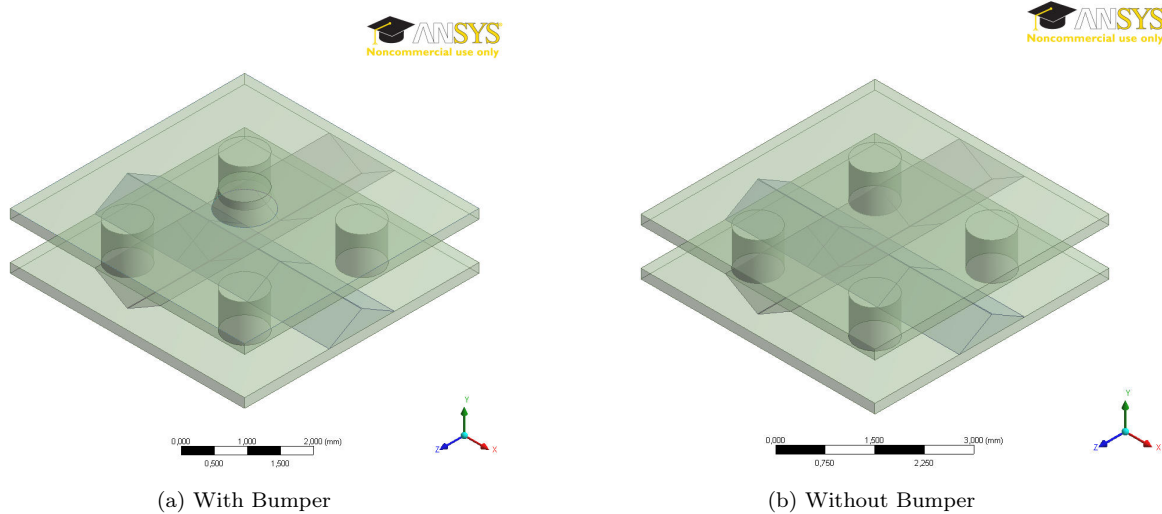 ANSYS
Noncommercial use only
ANSYS
Noncommercial use only
Y
Z
X
0,000 1,000 2,000 (mm)
0,500 1,500
Y
Z
X
0,000 1,500 3,000 (mm)
0,750 2,250
(a) With Bumper
(b) Without Bumper